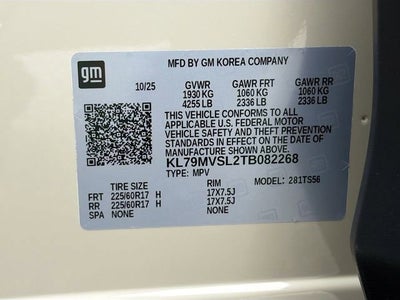 gm
MFD BY GM KOREA COMPANY
10/25 GVWR GAWR FRT GAWR RR
1930 KG 1060 KG 1060 KG
4255 LB 2336 LB 2336 LB
THIS VEHICLE CONFORMS TO ALL
APPLICABLE U.S. FEDERAL MOTOR
VEHICLE SAFETY AND THEFT PREVENTION
STANDARDS IN EFFECT ON THE DATE OF
MANUFACTURE SHOWN ABOVE.
KL79MVSL2TB082268
TYPE: MPV
TIRE SIZE RIM MODEL: 281TS56
FRT 225/60R17 H 17X7.5J
RR 225/60R17 H 17X7.5J
SPA NONE NONE